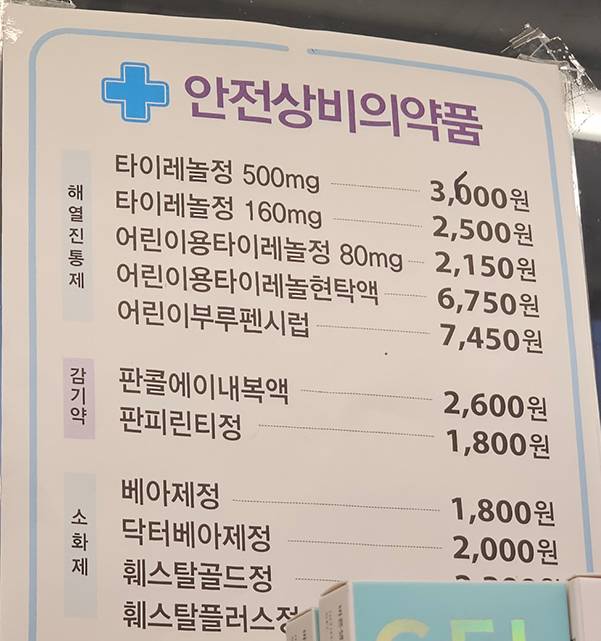 안전상비의약품
해열진통제
타이레놀정 500mg 3,600원
타이레놀정 160mg 2,500원
어린이용타이레놀정 80mg 2,150원
어린이용타이레놀현탁액 6,750원
어린이부루펜시럽 7,450원
감기약
판콜에이내복액 2,600원
판피린티정 1,800원
소화제
베아제정 1,800원
닥터베아제정 2,000원
훼스탈골드정
훼스탈플러스정